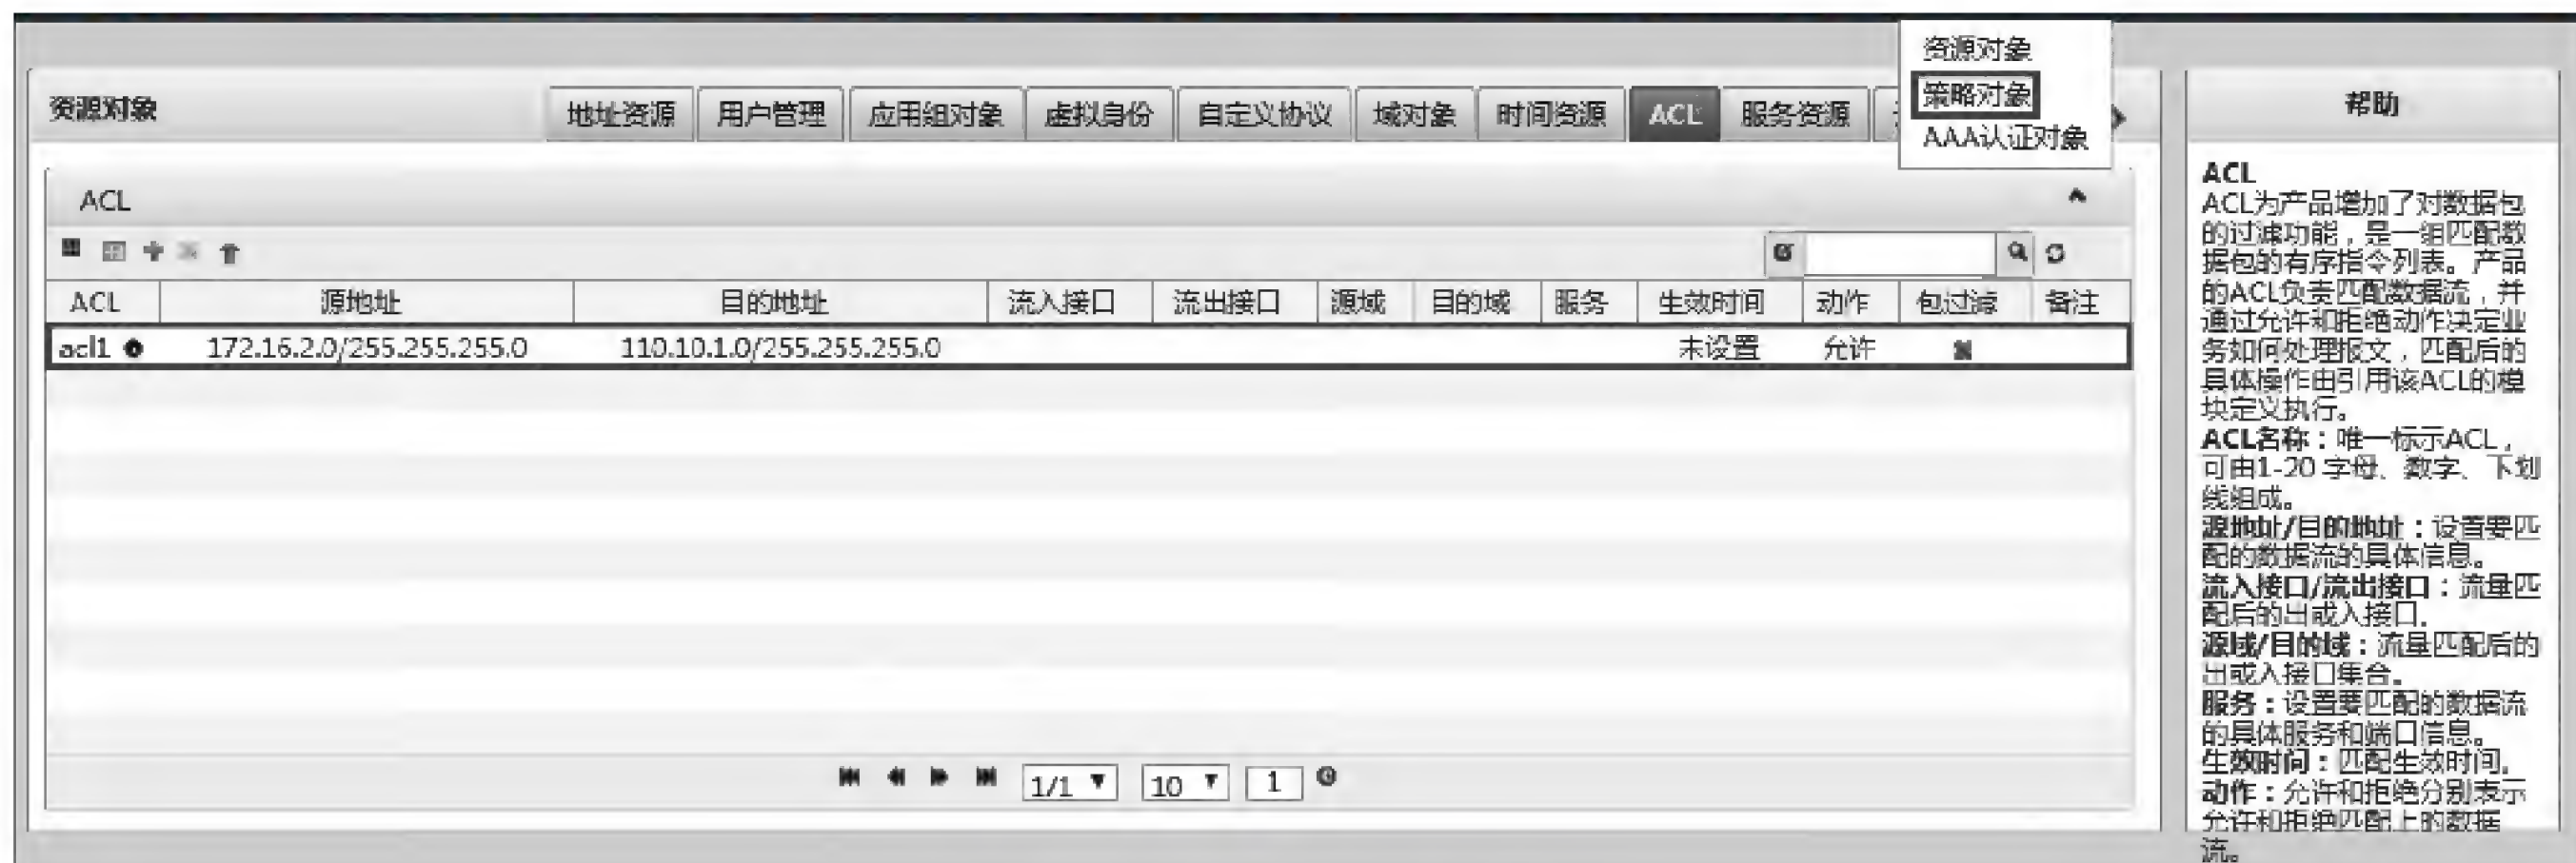 资源对象
策略对象
AAA认证对象
资源对象 地址资源 用户管理 应用组对象 虚拟身份 自定义协议 域对象 时间资源 ACL 服务资源
ACL
ACL 源地址 目的地址 流入接口 流出接口 源域 目的域 服务 生效时间 动作 包过滤 备注
acl1 172.16.2.0/255.255.255.0 110.10.1.0/255.255.255.0 未设置 允许
1/1 10 1
帮助
ACL
ACL为产品增加了对数据包
的过滤功能，是一组匹配数
据包的有序指令列表。产品
的ACL负责匹配数据流，并
通过允许和拒绝动作决定业
务如何处理报文，匹配后的
具体操作由引用该ACL的模
块定义执行。
ACL名称：唯一标示ACL，
可由1-20 字母、数字、下划
线组成。
源地址/目的地址：设置要匹
配的数据流的具体信息。
流入接口/流出接口：流量匹
配后的出或入接口。
源域/目的域：流量匹配后的
出或入接口集合。
服务：设置要匹配的数据流
的具体服务和端口信息。
生效时间：匹配生效时间。
动作：允许和拒绝分别表示
允许和拒绝匹配上的数据
流。